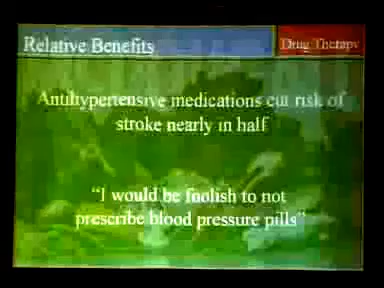 Relative Benefits
Drug Therapy
Antihypertensive medications cut risk of
stroke nearly in half
“I would be foolish to not
prescribe blood pressure pills”